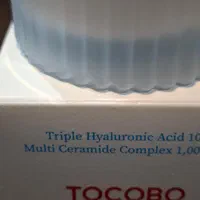 Triple Hyaluronic Acid 10
Multi Ceramide Complex 1,00
TOCOBO